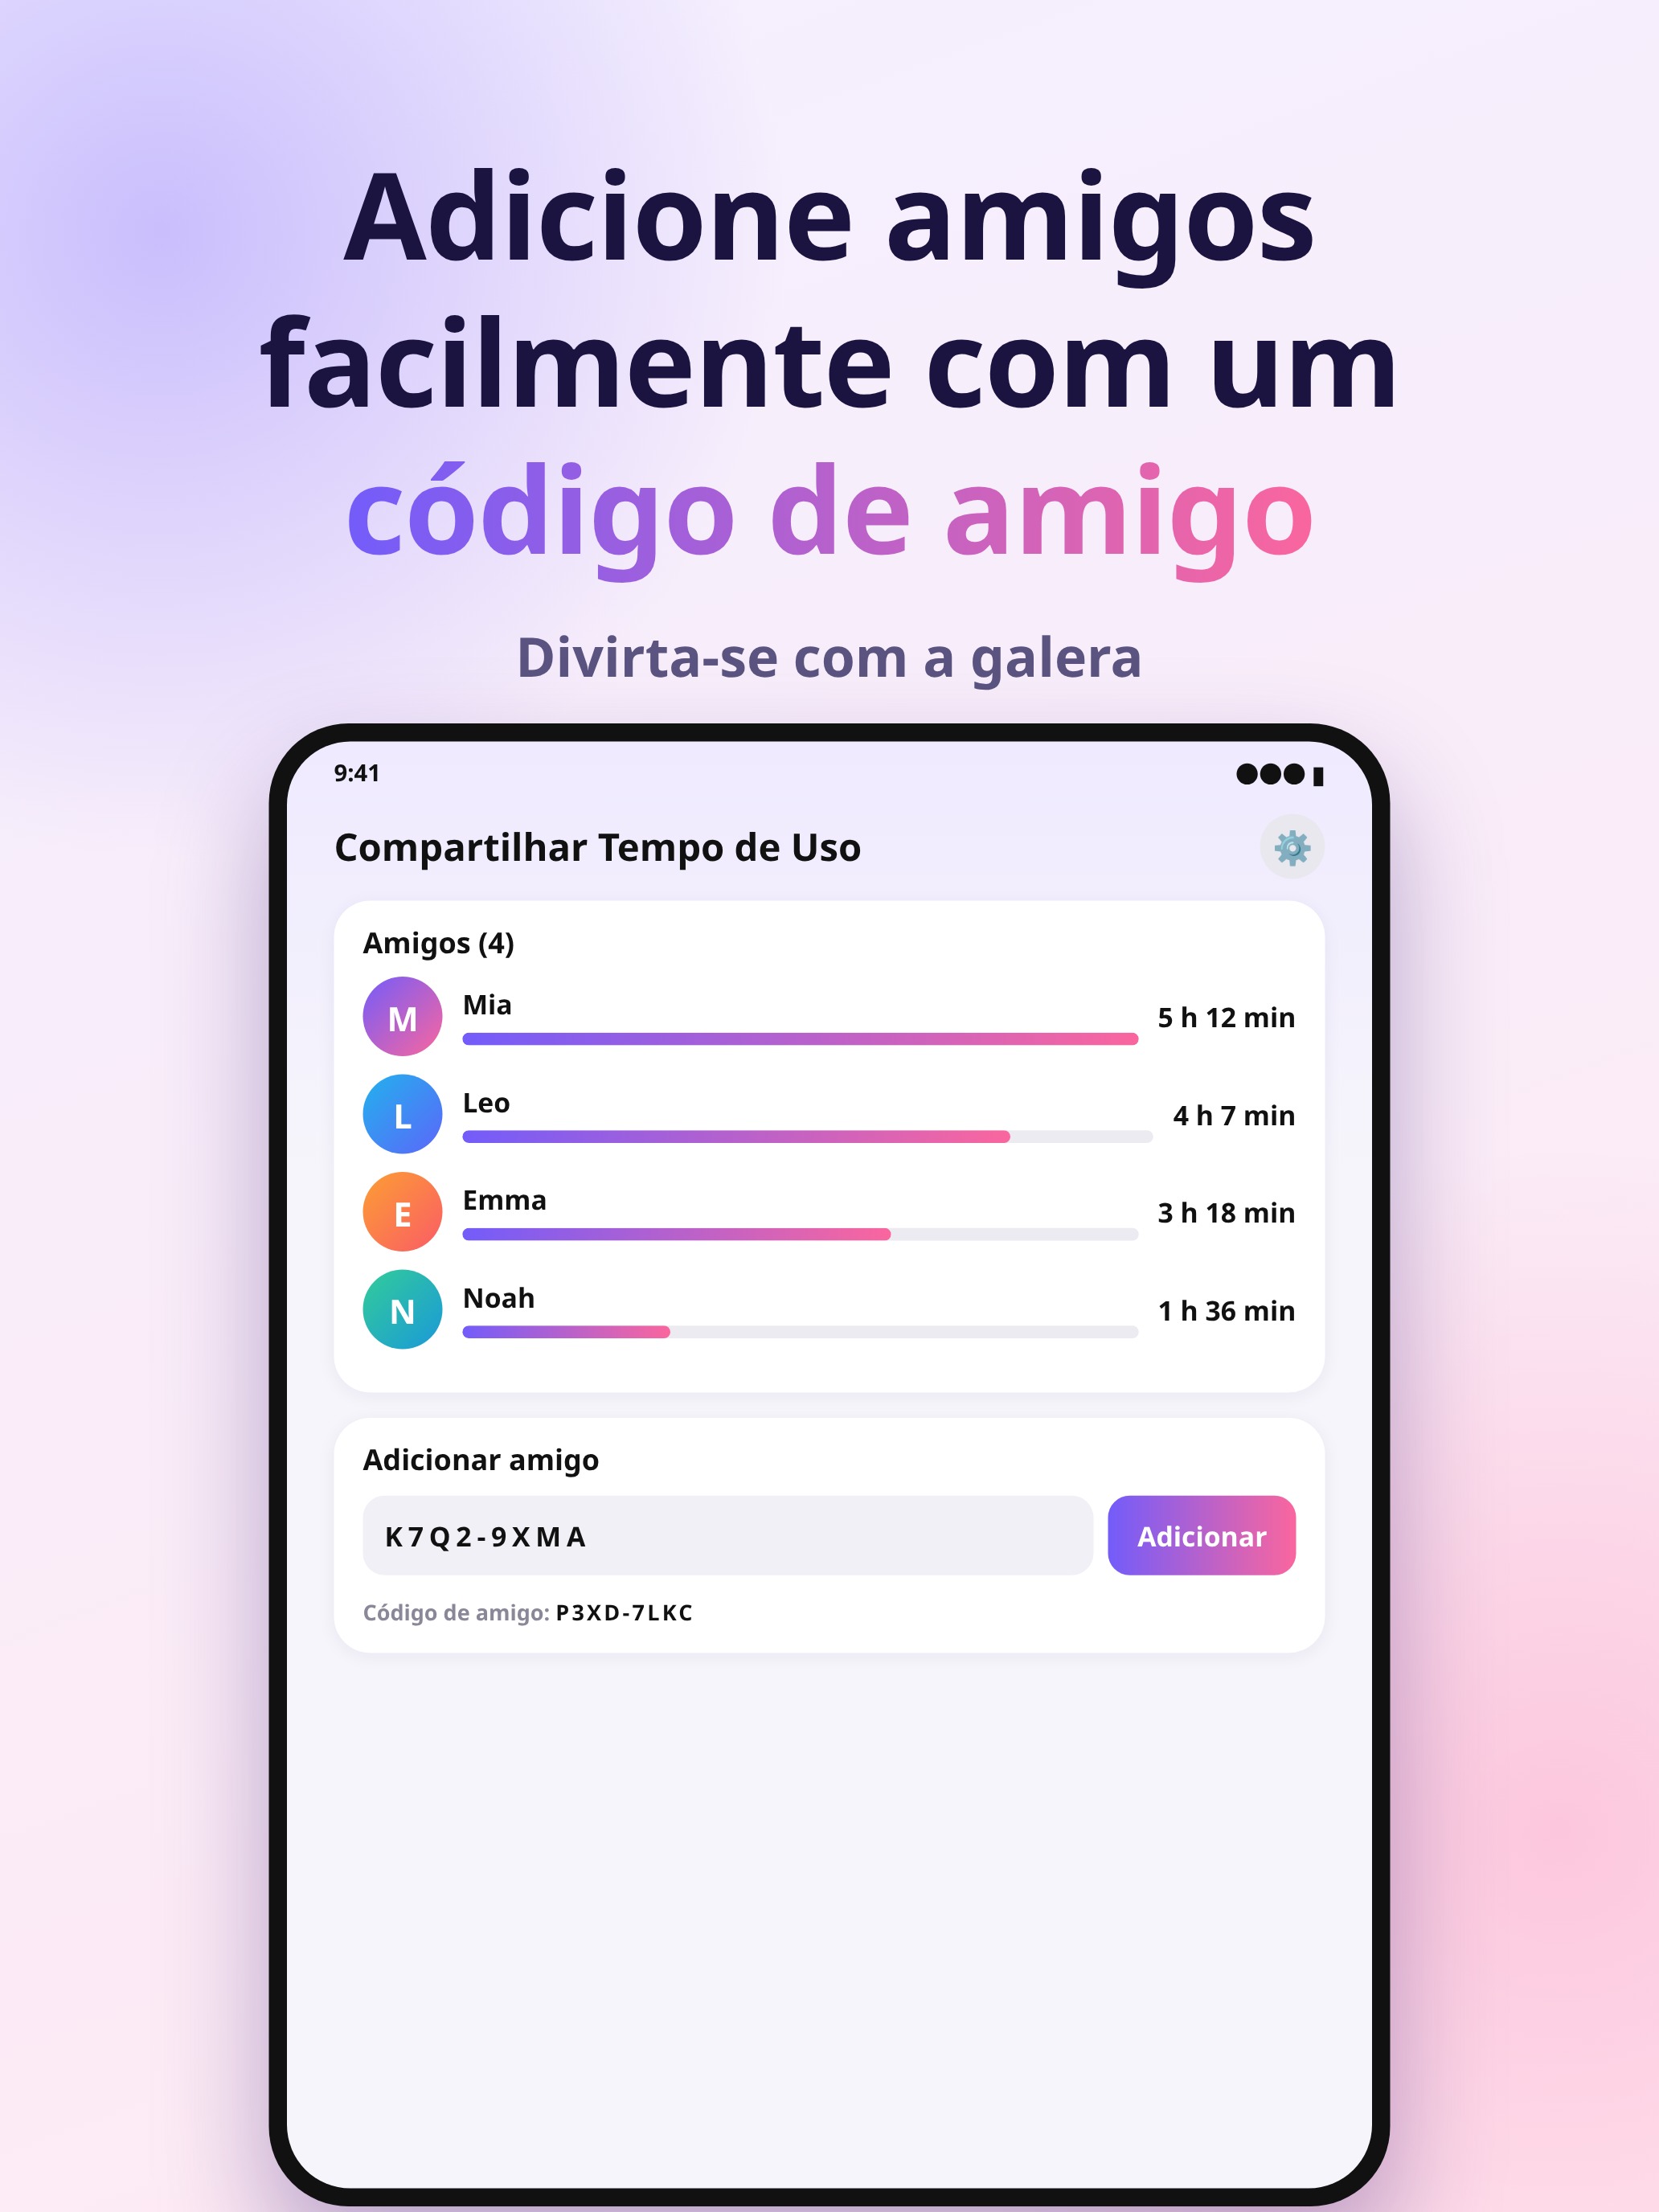 Adicione amigos
facilmente com um
código de amigo
Divirta-se com a galera
9:41
Compartilhar Tempo de Uso
Amigos (4)
M
Mia
5 h 12 min
L
Leo
4 h 7 min
E
Emma
3 h 18 min
N
Noah
1 h 36 min
Adicionar amigo
K7Q2-9XMA
Adicionar
Código de amigo: P3XD-7LKC